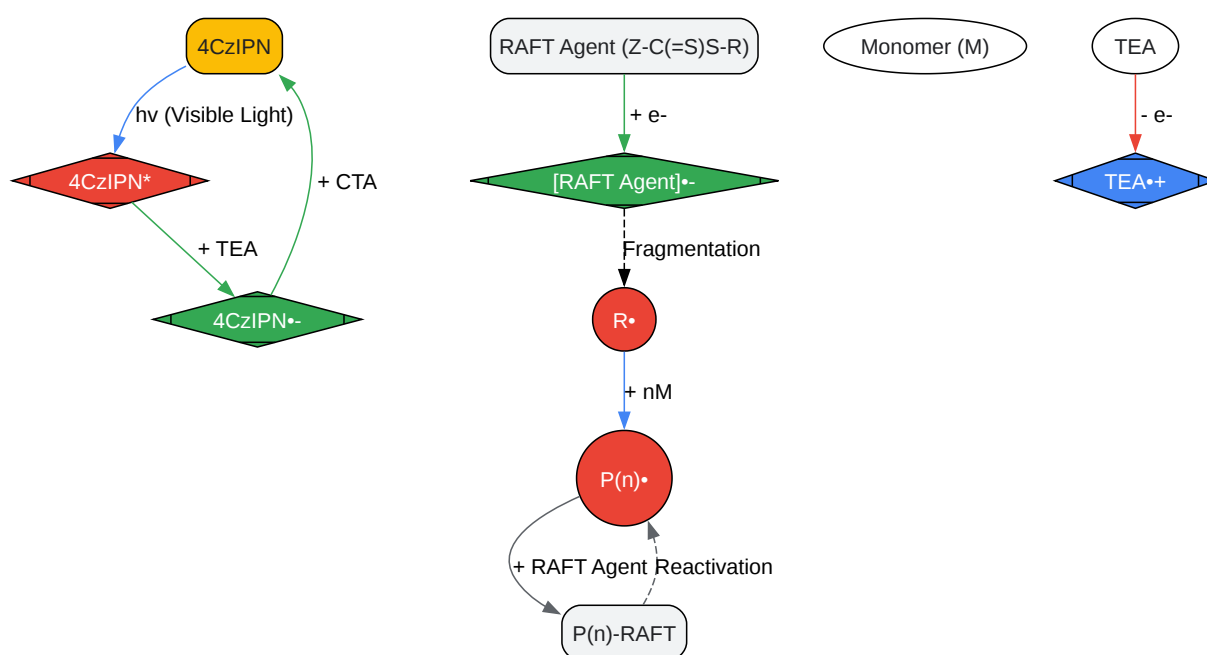 4CzIPN
RAFT Agent (Z-C(=S)S-R)
Monomer (M)
TEA
hv (Visible Light)
+ e-
- e-
4CzIPN*
+ CTA
[RAFT Agent]•-
TEA•+
+ TEA
Fragmentation
4CzIPN•-
R•
+ nM
P(n)•
+ RAFT Agent
Reactivation
P(n)-RAFT